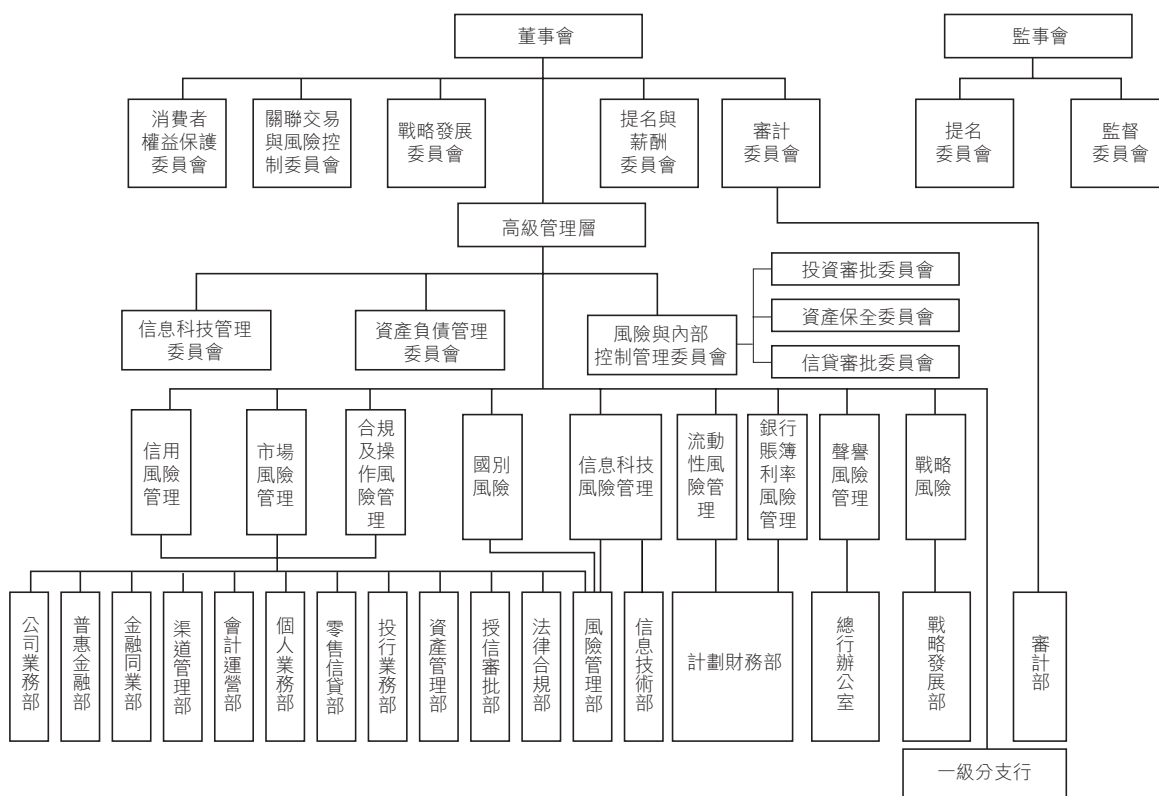 董事會
監事會
消費者
權益保護
委員會
關聯交易
與風險控
制委員會
戰略發展
委員會
提名與
薪酬
委員會
審計
委員會
提名
委員會
監督
委員會
高級管理層
投資審批委員會
資產保全委員會
信貸審批委員會
信息科技管理
委員會
資產負債管理
委員會
風險與內部
控制管理委員會
信用
風險
管理
市場
風險
管理
合規
及操
作風
險管
理
國別
風險
信息科技
風險管理
流動
性風
險管
理
銀行
賬簿
利率
風險
管理
聲譽
風險
管理
戰略
風險
公司業務部
普惠金融部
金融同業部
渠道管理部
會計運營部
個人業務部
零售信貸部
投行業務部
資產管理部
授信審批部
法律合規部
風險管理部
信息技術部
計劃財務部
總行辦公室
戰略發展部
審計部
一級分支行